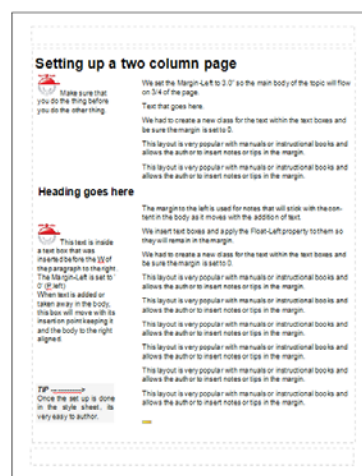 Setting up a two column page
Make sure that
you do the thing before
you do the other thing.
We set the Margin-Left to 3.0" so the main body of the topic will flow
on 3/4 of the page.
Text that goes here.
We had to create a new class for the text within the text boxes and
be sure the margin is set to 0.
This layout is very popular with manuals or instructional books and
allows the author to insert notes or tips in the margin.
This layout is very popular with manuals or instructional books and
allows the author to insert notes or tips in the margin.
Heading goes here
This text is inside
a text box that was
inserted before the W of
the paragraph to the right.
The Margin-Left is set to
0' (P.left)
When text is added or
taken away in the body,
this box will move with its
insertion point keeping it
and the body to the right
aligned.
TIP
Once the set up is done
in the style sheet, its
very easy to author.
The margin to the left is used for notes that will stick with the con-
tent in the body as it moves with the addition of text.
We insert text boxes and apply the Float-Left property to them so
they will remain in the margin.
We had to create a new class for the text within the text boxes and
be sure the margin is set to 0.
This layout is very popular with manuals or instructional books and
allows the author to insert notes or tips in the margin.
This layout is very popular with manuals or instructional books and
allows the author to insert notes or tips in the margin.
This layout is very popular with manuals or instructional books and
allows the author to insert notes or tips in the margin.
This layout is very popular with manuals or instructional books and
allows the author to insert notes or tips in the margin.
This layout is very popular with manuals or instructional books and
allows the author to insert notes or tips in the margin.
This layout is very popular with manuals or instructional books and
allows the author to insert notes or tips in the margin.